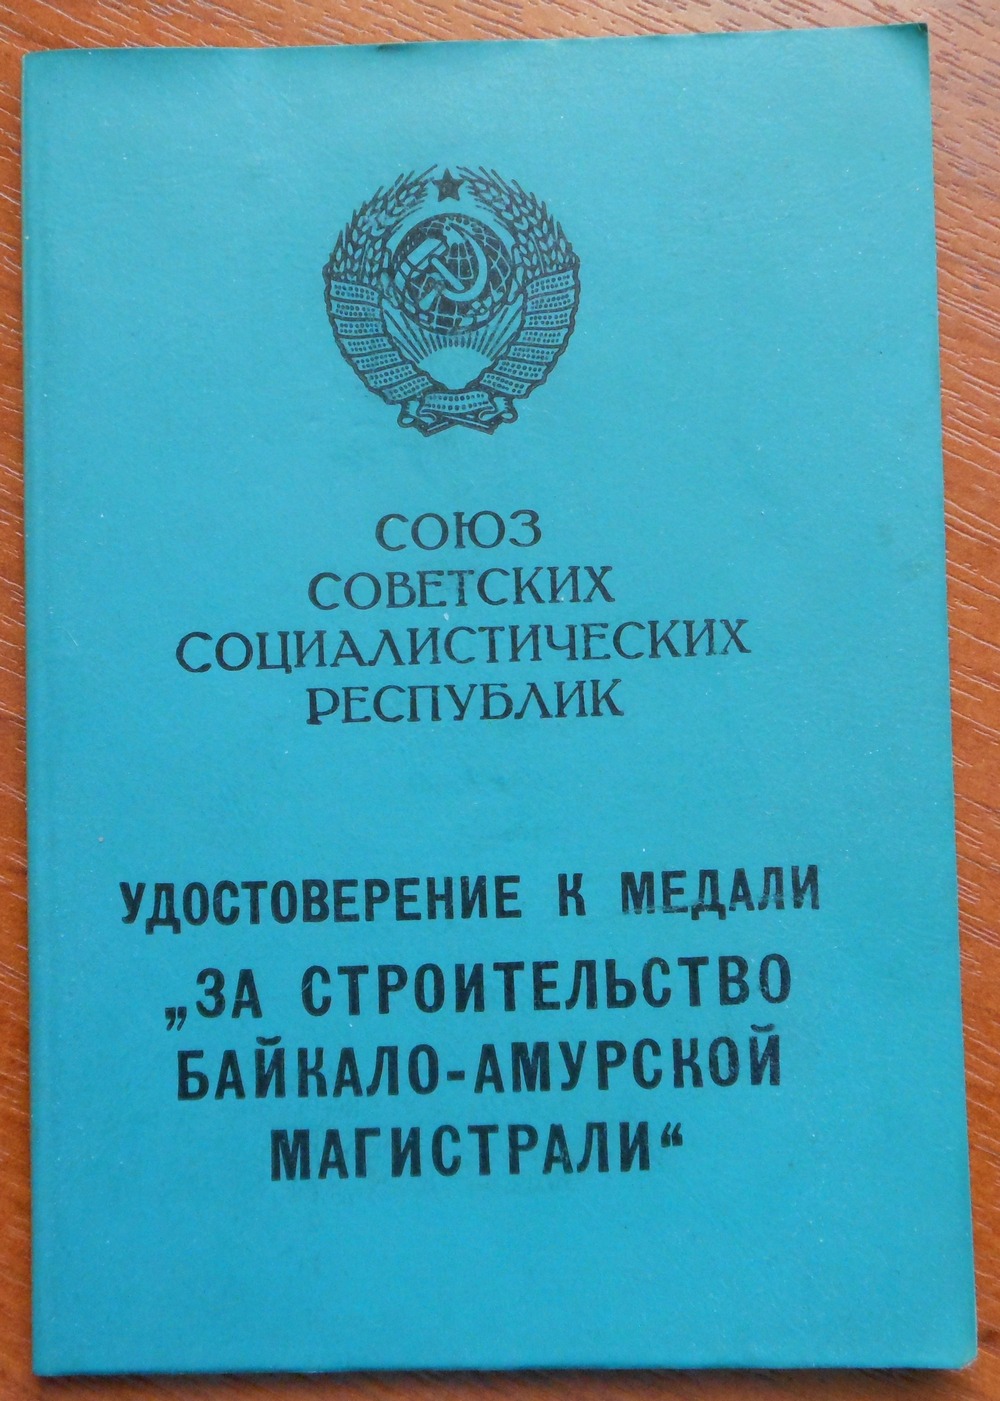 СОЮЗ
СОВЕТСКИХ
СОЦИАЛИСТИЧЕСКИХ
РЕСПУБЛИК
УДОСТОВЕРЕНИЕ К МЕДАЛИ
„ЗА СТРОИТЕЛЬСТВО
БАЙКАЛО-АМУРСКОЙ
МАГИСТРАЛИ“